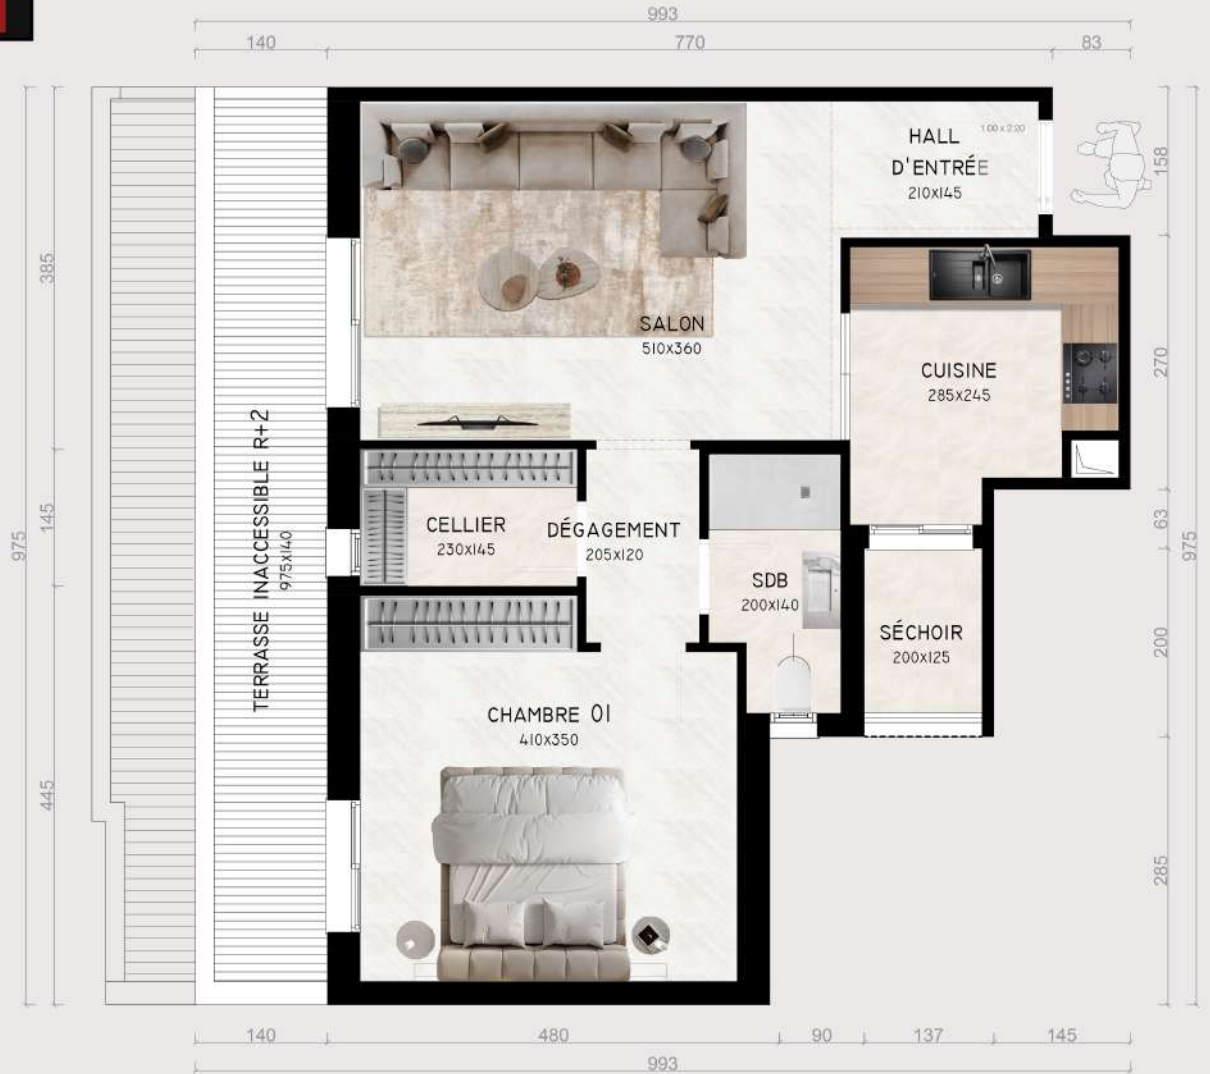 993
140
770
83
HALL
D'ENTRÉE
210x145
1.00 x 2.20
158
385
SALON
510x360
CUISINE
285x245
270
TERRASSE INACCESSIBLE R+2
975x140
CELLIER
230x145
DÉGAGEMENT
205x120
SDB
200x140
SÉCHOIR
200x125
975
145
63
975
200
CHAMBRE 01
410x350
445
285
140
480
90
137
145
993